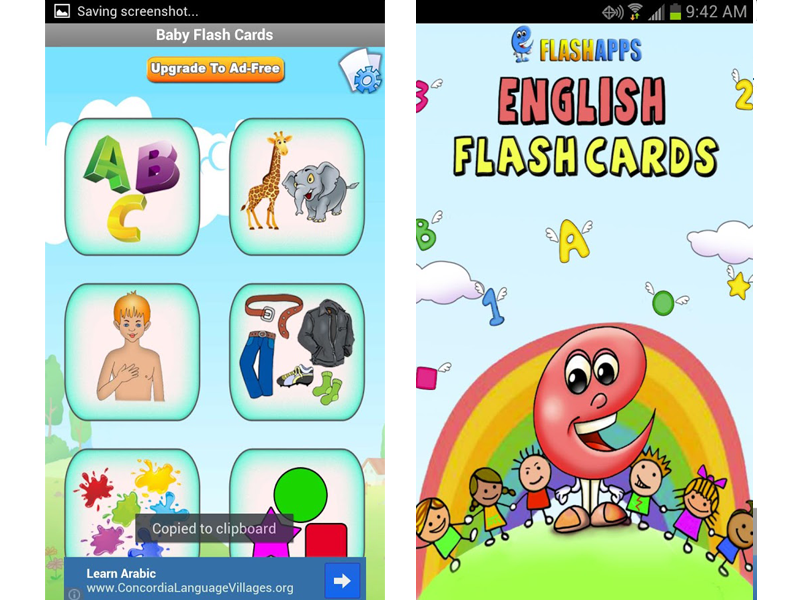 Saving screenshot...
Baby Flash Cards
Upgrade To Ad-Free
A B
C
Copied to clipboard
Learn Arabic
www.ConcordiaLanguageVillages.org
9:42 AM
FLASHAPPS
ENGLISH
FLASH CARDS
3
2
B
A
1